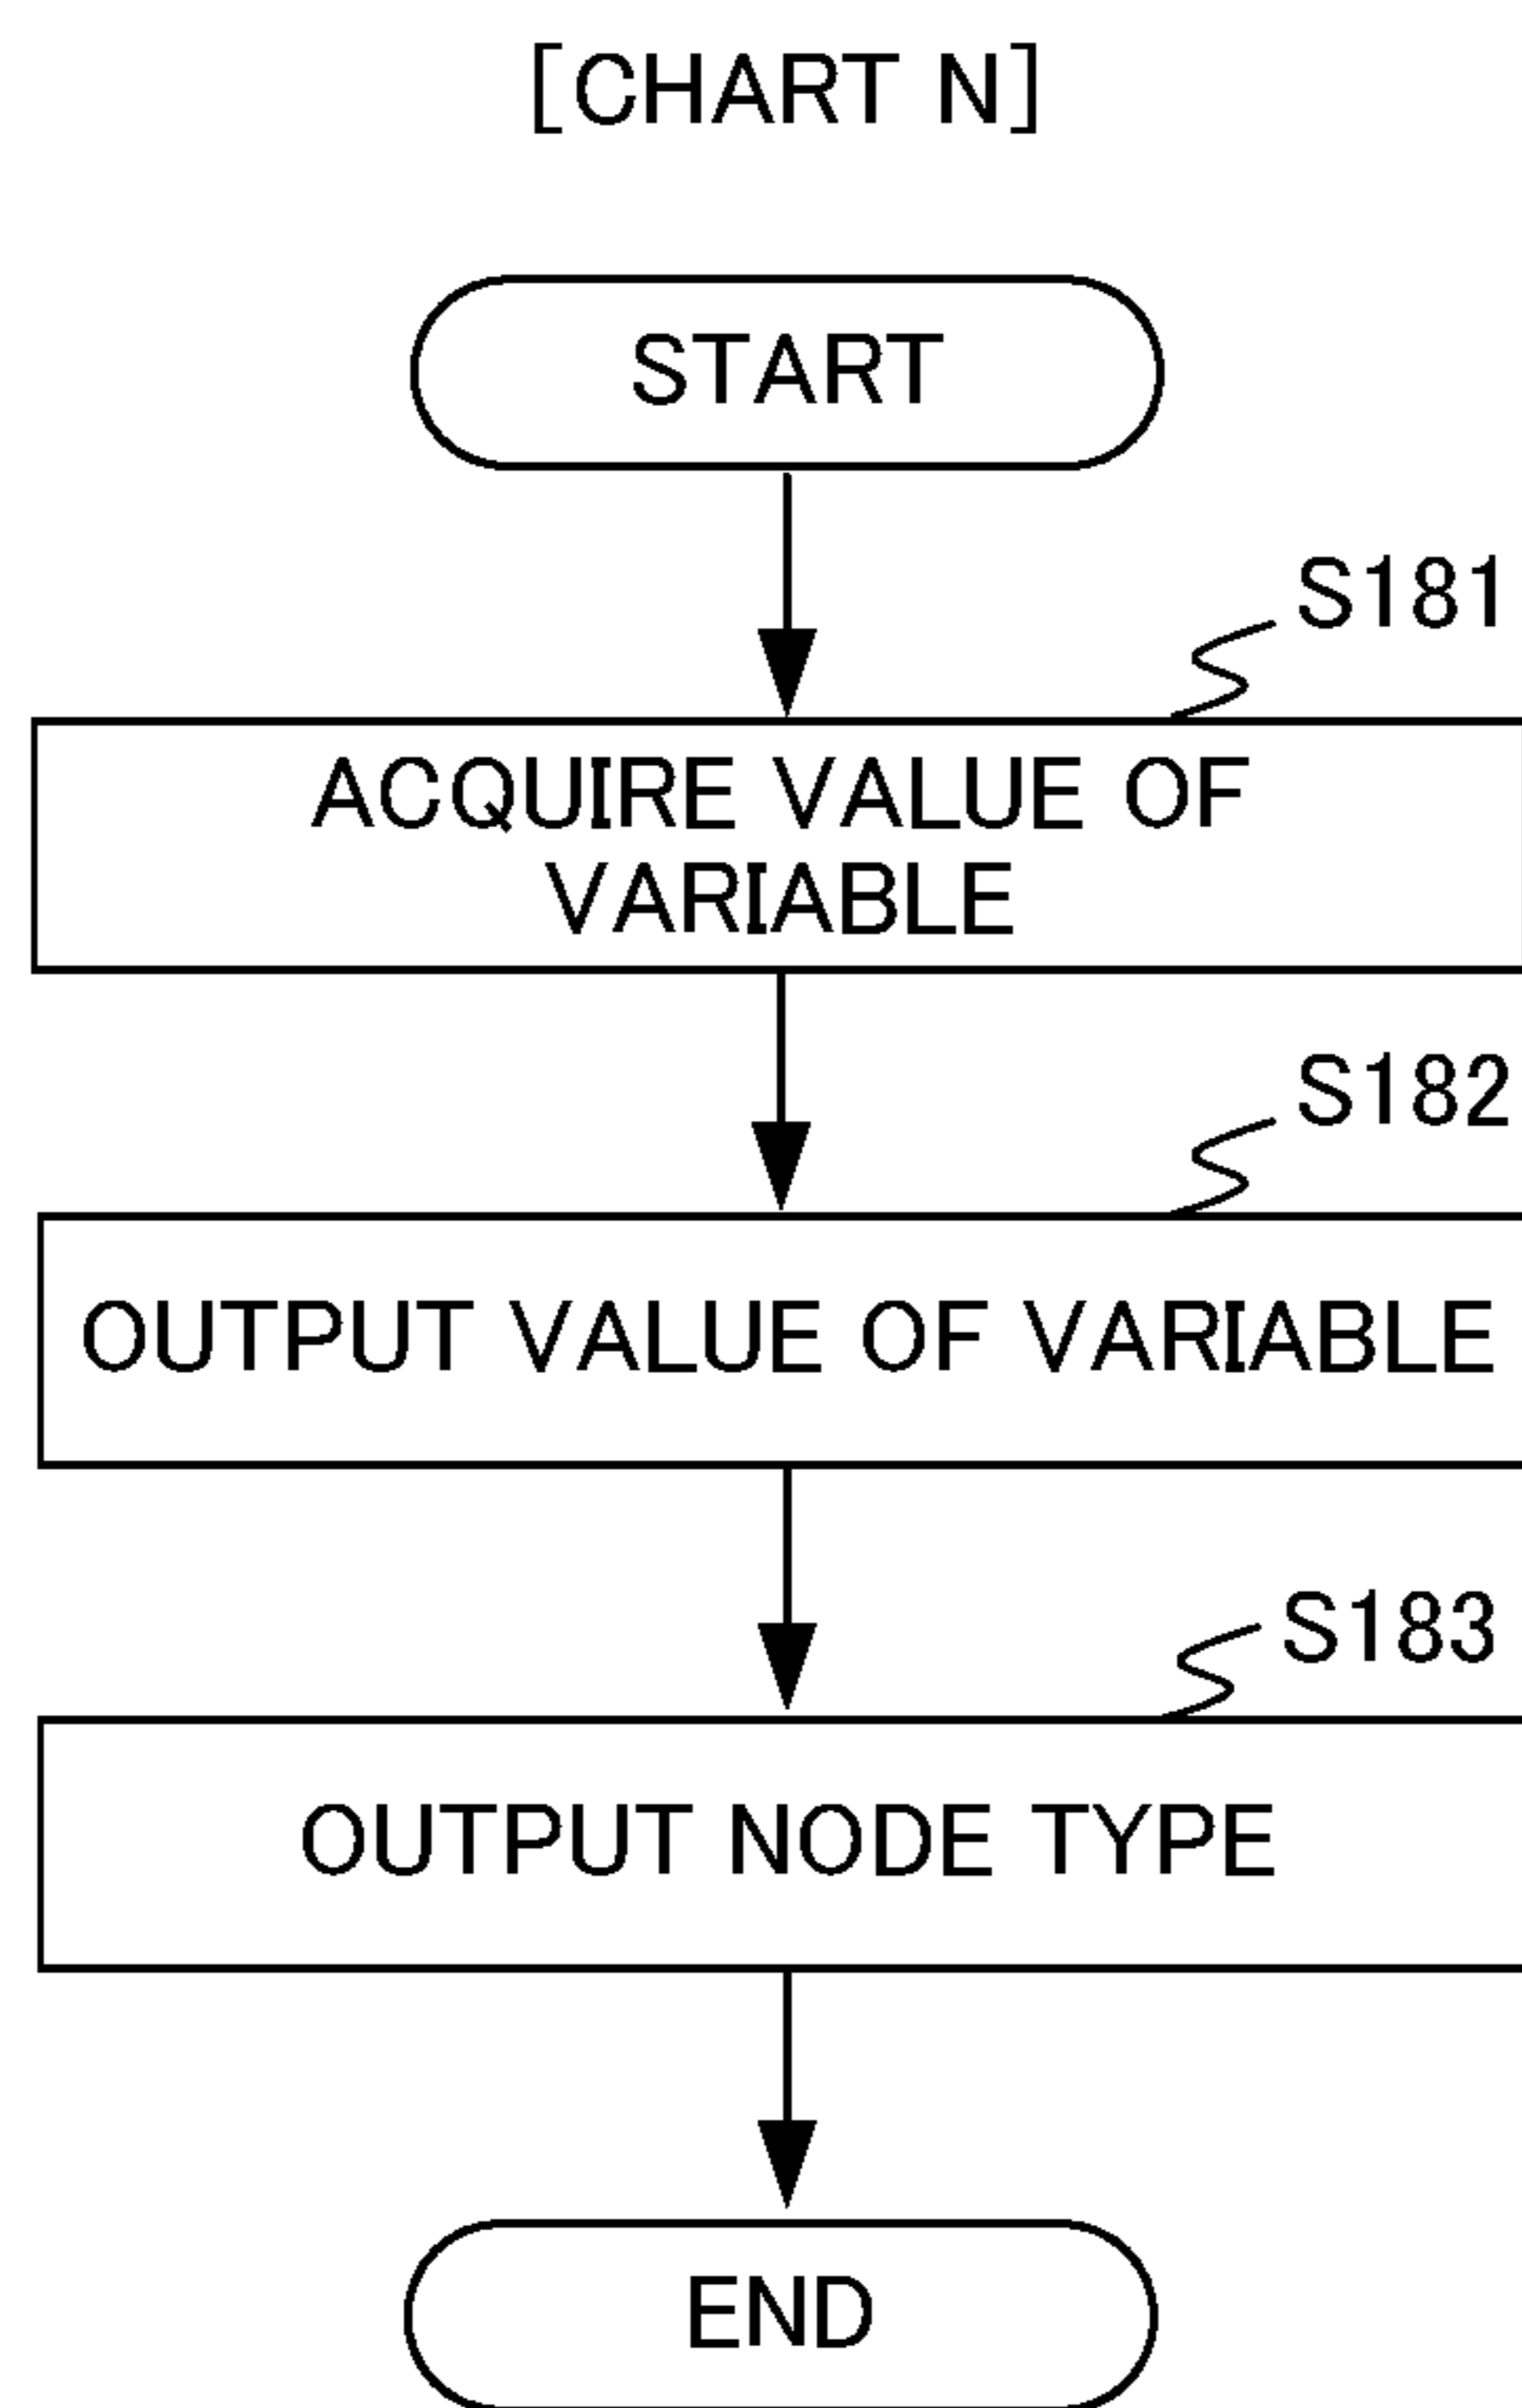 [CHART N]
START
S181
ACQUIRE VALUE OF
VARIABLE
S182
OUTPUT VALUE OF VARIABLE
S183
OUTPUT NODE TYPE
END